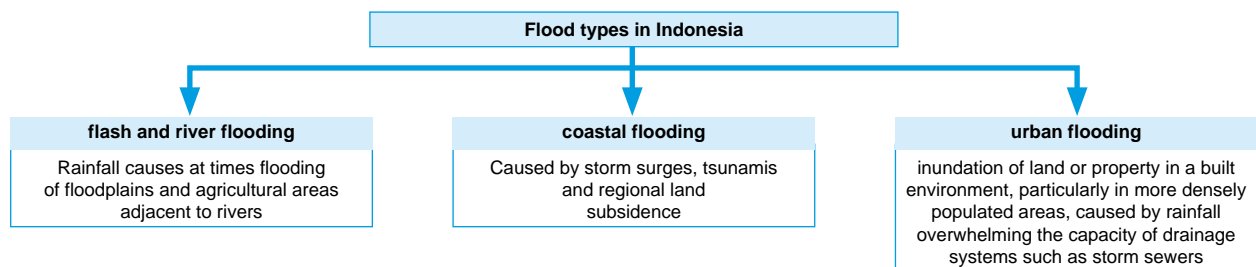 Flood types in Indonesia
flash and river flooding
Rainfall causes at times flooding
of floodplains and agricultural areas
adjacent to rivers
coastal flooding
Caused by storm surges, tsunamis
and regional land
subsidence
urban flooding
inundation of land or property in a built
environment, particularly in more densely
populated areas, caused by rainfall
overwhelming the capacity of drainage
systems such as storm sewers